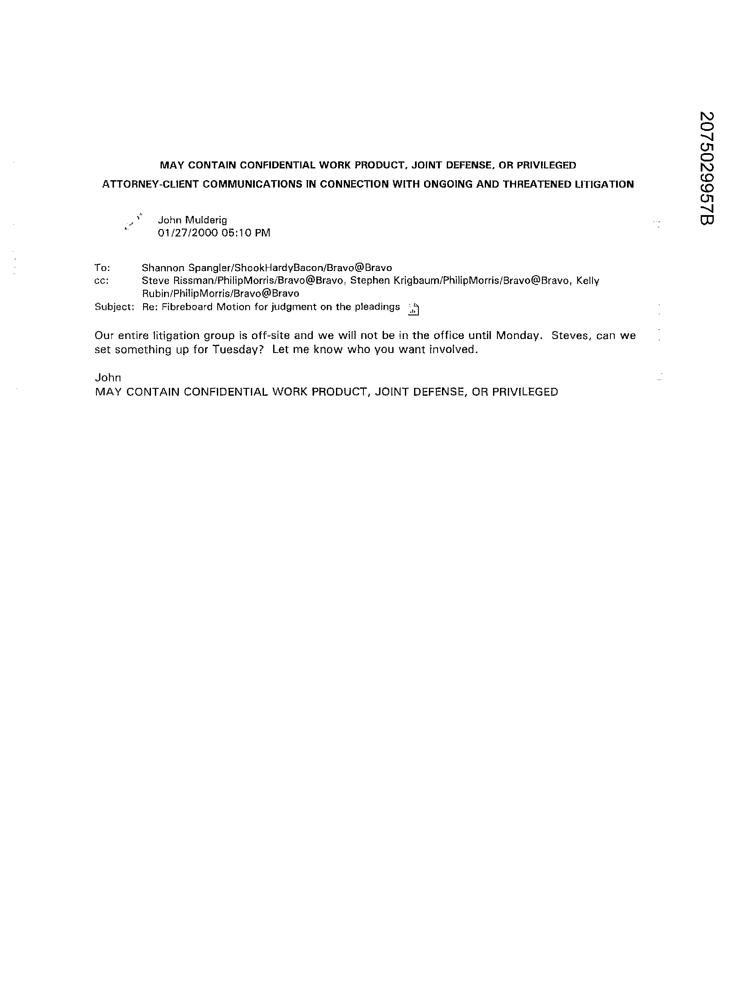 2075029957B
MAY CONTAIN CONFIDENTIAL WORK PRODUCT, JOINT DEFENSE, OR PRIVILEGED
ATTORNEY-CLIENT COMMUNICATIONS IN CONNECTION WITH ONGOING AND THREATENED LITIGATION
John Mulderig
01/27/2000 05:10 PM
To: Shannon Spangler/ShookHardyBacon/Bravo@Bravo
cc: Steve Rissman/PhilipMorris/Bravo@Bravo, Stephen Krigbaum/PhilipMorris/Bravo@Bravo, Kelly
Rubin/PhilipMorris/Bravo@Bravo
Subject: Re: Fibreboard Motion for judgment on the pleadings
Our entire litigation group is off-site and we will not be in the office until Monday. Steves, can we
set something up for Tuesday? Let me know who you want involved.
John
MAY CONTAIN CONFIDENTIAL WORK PRODUCT, JOINT DEFENSE, OR PRIVILEGED